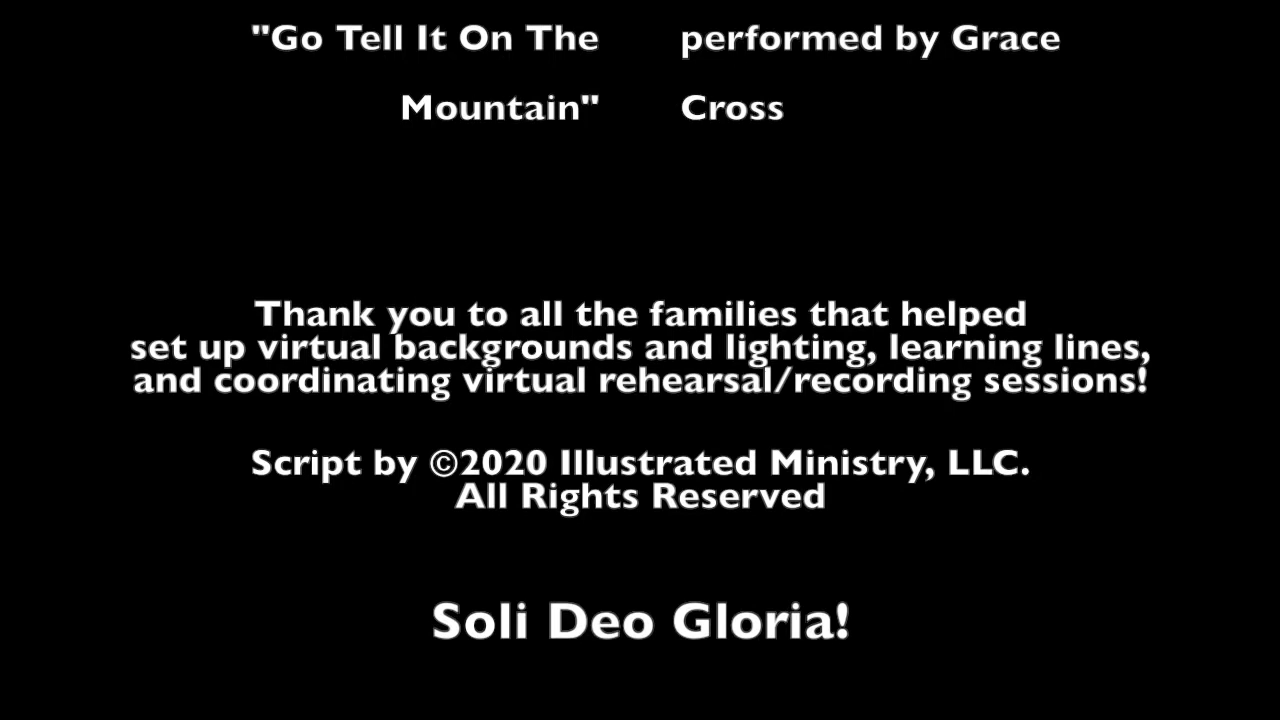 "Go Tell It On The performed by Grace
Mountain" Cross
Thank you to all the families that helped
set up virtual backgrounds and lighting, learning lines,
and coordinating virtual rehearsal/recording sessions!
Script by ©2020 Illustrated Ministry, LLC.
All Rights Reserved
Soli Deo Gloria!